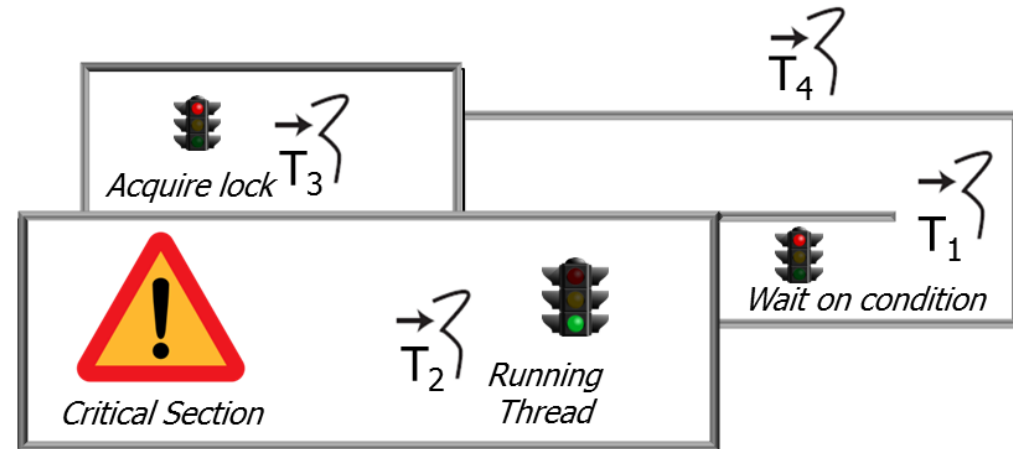 T₄
Acquire lock
T₃
T₁
Wait on condition
T₂
Running
Thread
Critical Section